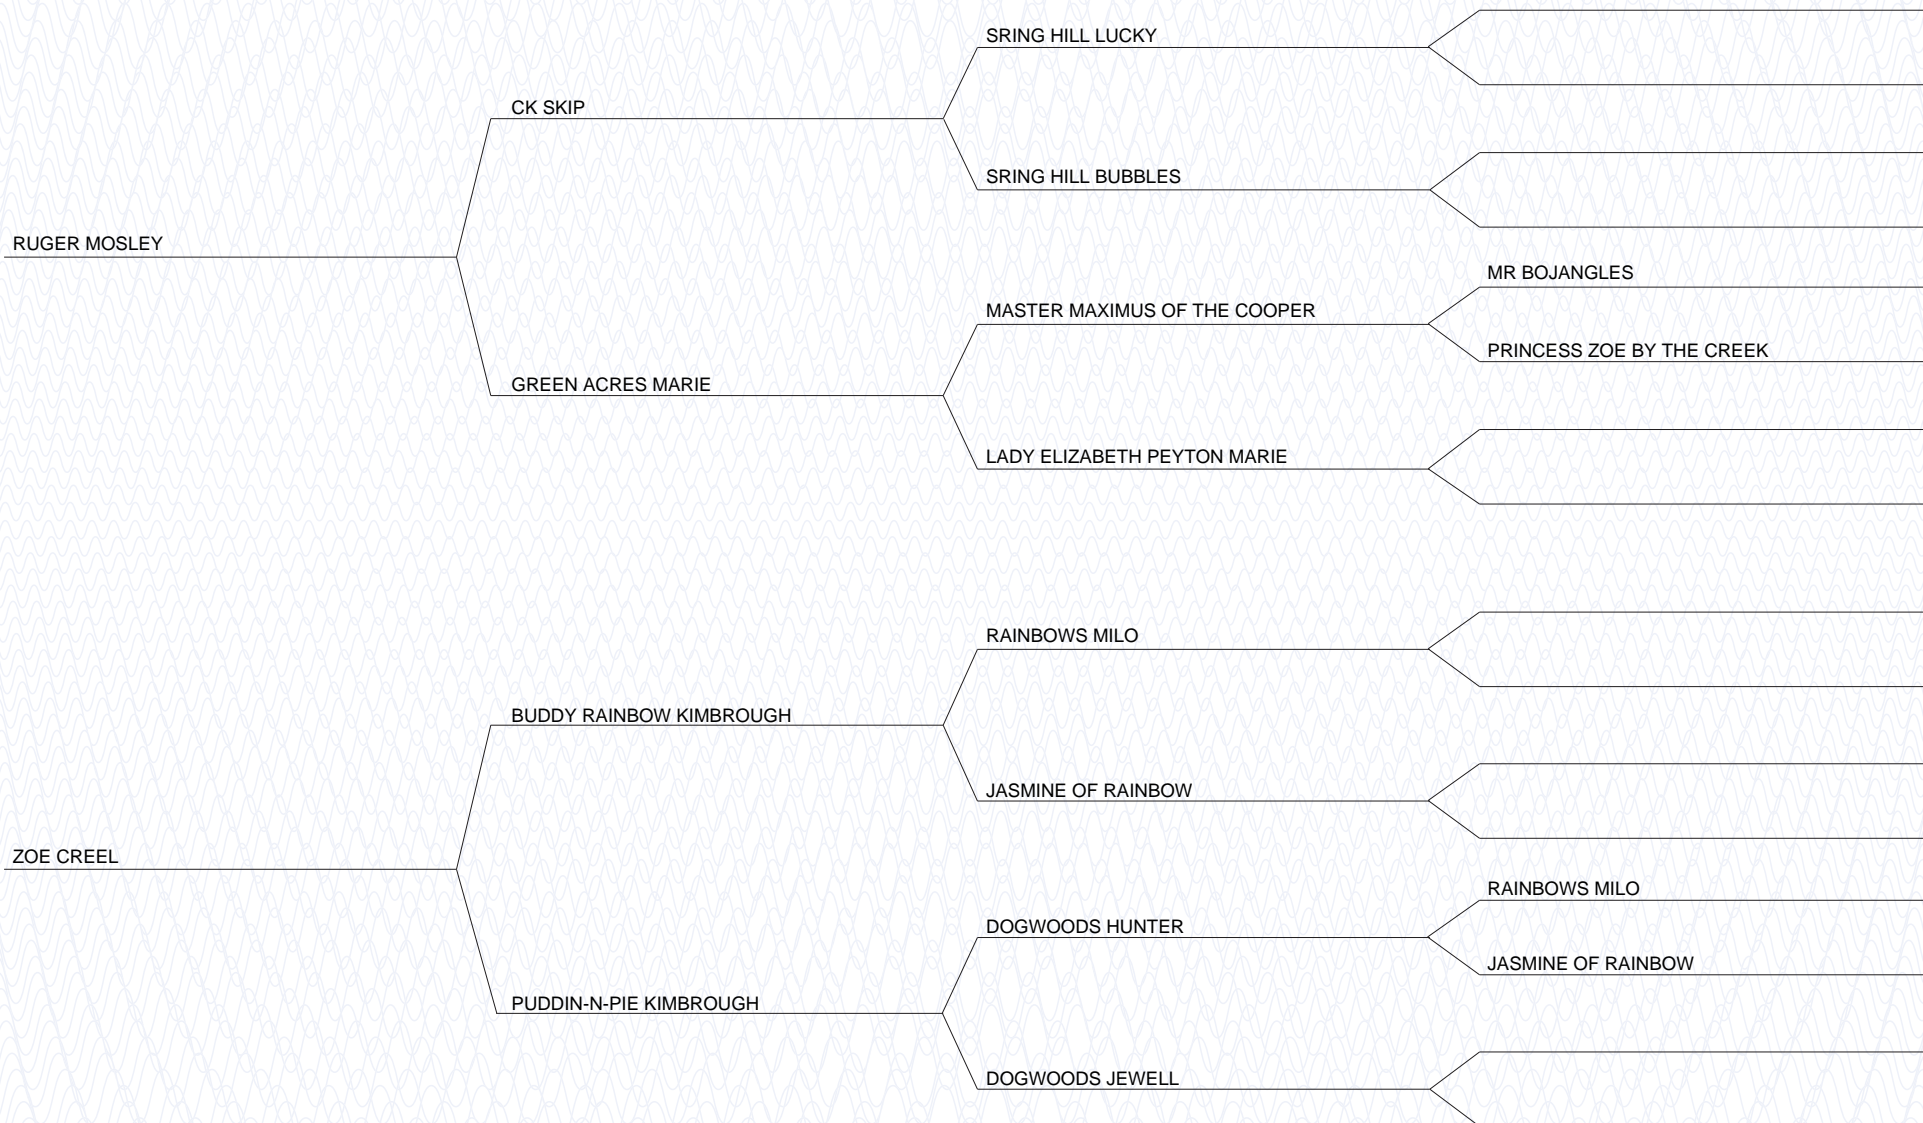 SRING HILL LUCKY
CK SKIP
SRING HILL BUBBLES
RUGER MOSLEY
MR BOJANGLES
MASTER MAXIMUS OF THE COOPER
PRINCESS ZOE BY THE CREEK
GREEN ACRES MARIE
LADY ELIZABETH PEYTON MARIE
RAINBOWS MILO
BUDDY RAINBOW KIMBROUGH
JASMINE OF RAINBOW
ZOE CREEL
RAINBOWS MILO
DOGWOODS HUNTER
JASMINE OF RAINBOW
PUDDIN-N-PIE KIMBROUGH
DOGWOODS JEWELL